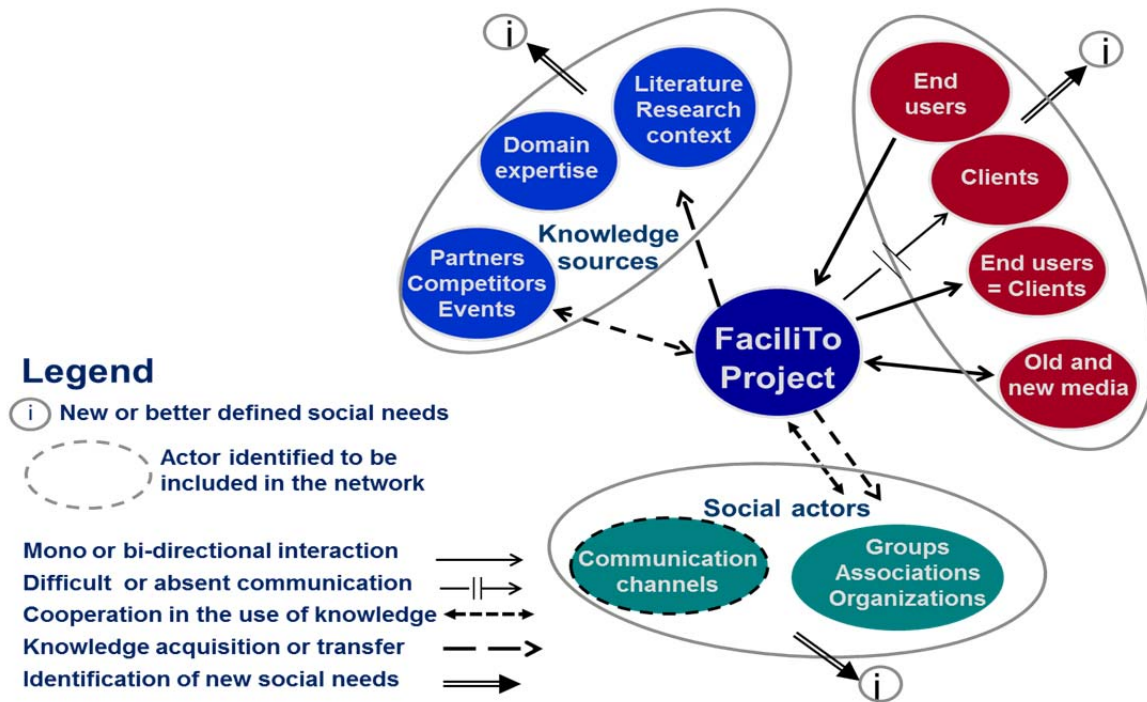 i
Literature
Research
context
Domain
expertise
Knowledge
sources
Partners
Competitors
Events
i
End
users
Clients
End users
= Clients
Old and
new media
FaciliTo
Project
Social actors
Communication
channels
Groups
Associations
Organizations
i
Legend
i New or better defined social needs
Actor identified to be
included in the network
Mono or bi-directional interaction
Difficult or absent communication
Cooperation in the use of knowledge
Knowledge acquisition or transfer
Identification of new social needs